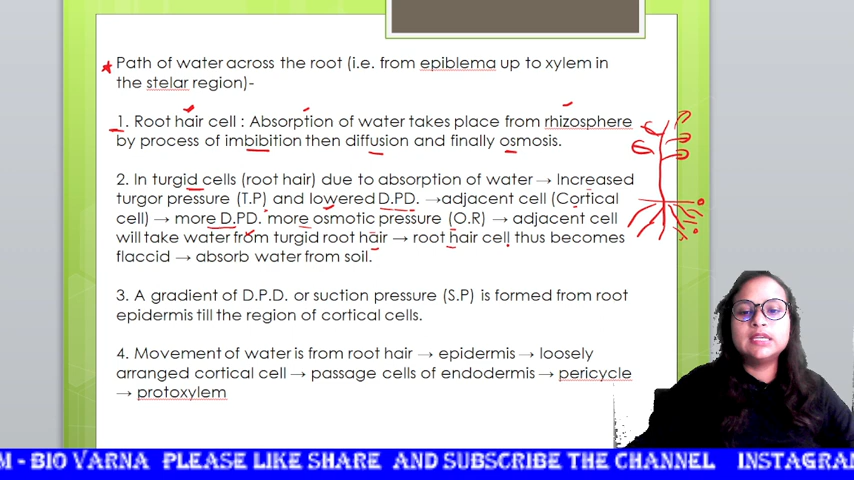 Path of water across the root (i.e. from epiblema up to xylem in
the stelar region)-
1. Root hair cell : Absorption of water takes place from rhizosphere
by process of imbibition then diffusion and finally osmosis.
2. In turgid cells (root hair) due to absorption of water → Increased
turgor pressure (T.P) and lowered D.PD. →adjacent cell (Cortical
cell) → more D.PD. more osmotic pressure (O.R) → adjacent cell
will take water from turgid root hair → root hair cell thus becomes
flaccid → absorb water from soil.
3. A gradient of D.P.D. or suction pressure (S.P) is formed from root
epidermis till the region of cortical cells.
4. Movement of water is from root hair → epidermis → loosely
arranged cortical cell → passage cells of endodermis → pericycle
→ protoxylem
M - BIO VARNA PLEASE LIKE SHARE AND SUBSCRIBE THE CHANNEL INSTAGRA